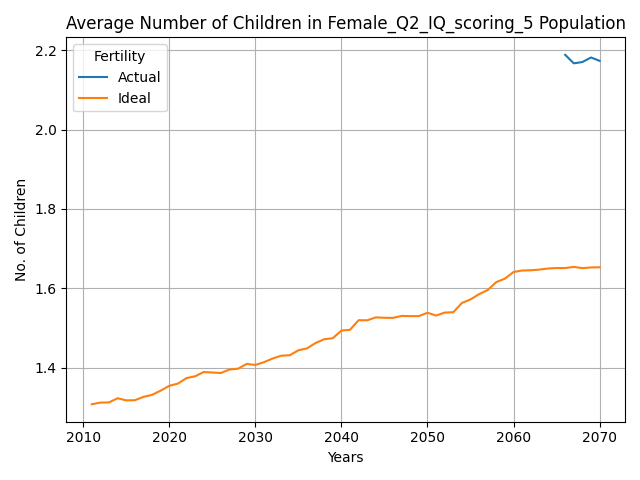 Average Number of Children in Female_Q2_IQ_scoring_5 Population
Fertility
Actual
Ideal
No. of Children
2.2
2.0
1.8
1.6
1.4
2010 2020 2030 2040 2050 2060 2070
Years